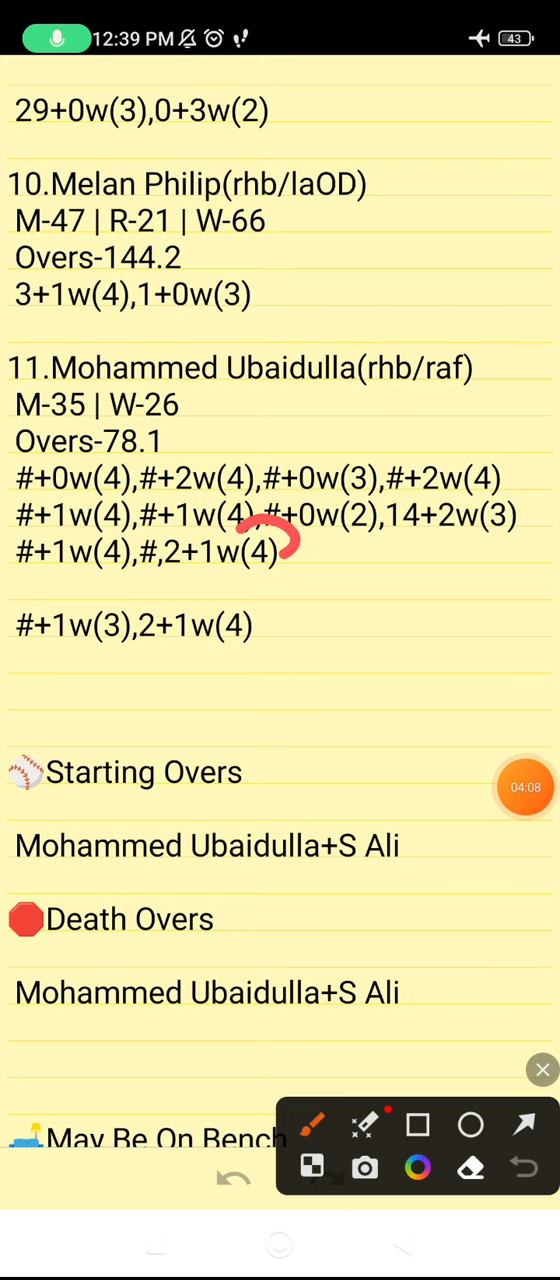 12:39 PM
43
29+0w(3),0+3w(2)
10.Melan Philip(rhb/laOD)
M-47 | R-21 | W-66
Overs-144.2
3+1w(4),1+0w(3)
11.Mohammed Ubaidulla(rhb/raf)
M-35 | W-26
Overs-78.1
#+0w(4),#+2w(4),#+0w(3),#+2w(4)
#+1w(4),#+1w(4),#+0w(2),14+2w(3)
#+1w(4),#,2+1w(4)
#+1w(3),2+1w(4)
Starting Overs
04:08
Mohammed Ubaidulla+S Ali
Death Overs
Mohammed Ubaidulla+S Ali
May Be On Bench